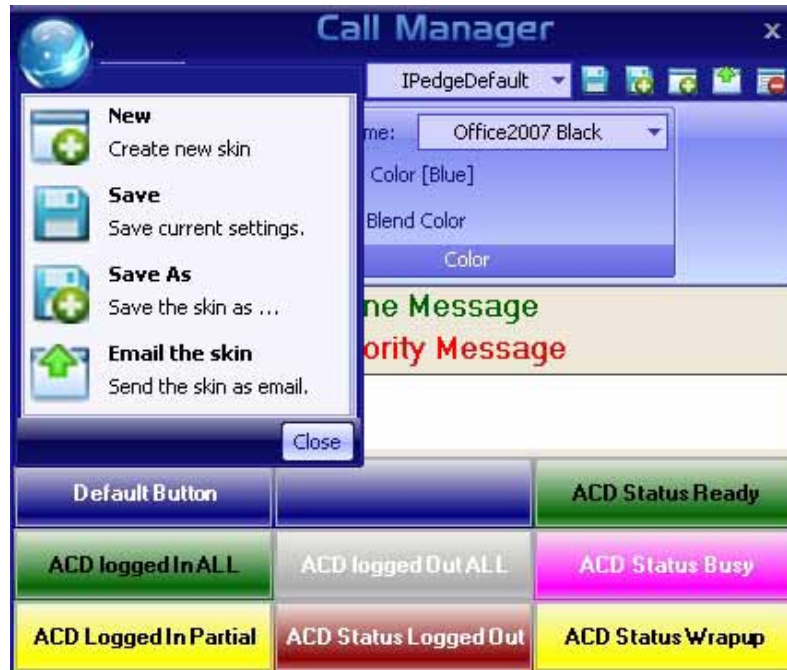 Call Manager
x
IPedgeDefault
New
Create new skin
Save
Save current settings.
Save As
Save the skin as ...
Email the skin
Send the skin as email.
Close
me: Office2007 Black
Color [Blue]
Blend Color
Color
ne Message
ority Message
Default Button
ACD Status Ready
ACD logged In ALL
ACD logged Out ALL
ACD Status Busy
ACD Logged In Partial
ACD Status Logged Out
ACD Status Wrapup